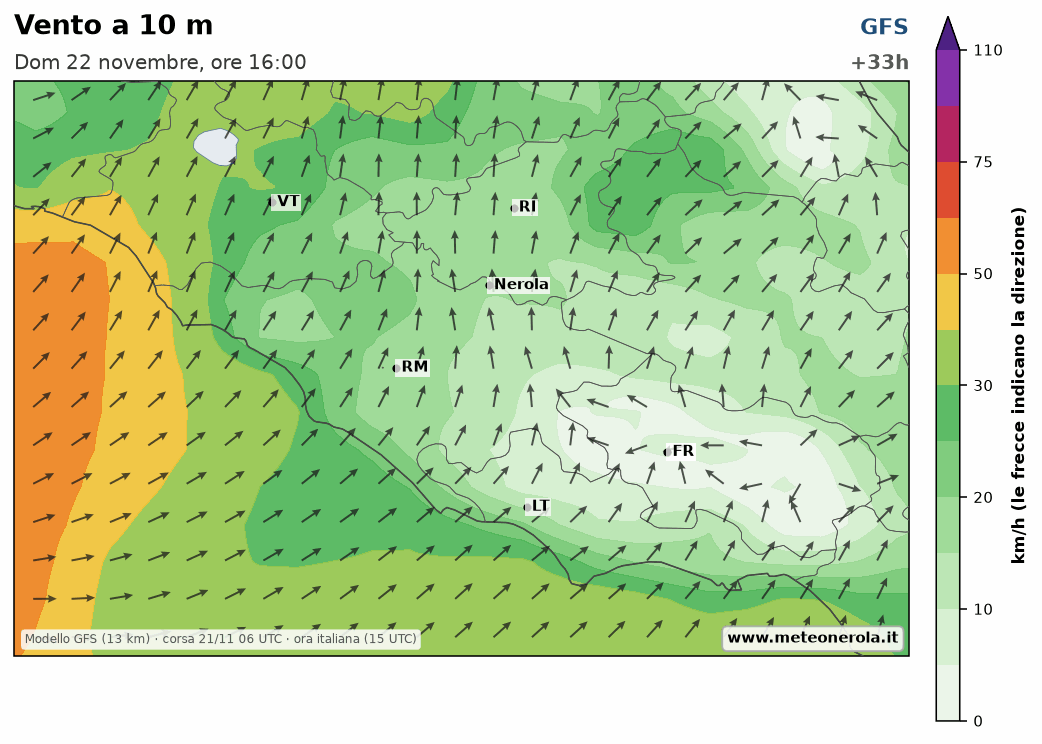 Vento a 10 m
GFS
Dom 22 novembre, ore 16:00
+33h
VT
RI
Nerola
RM
FR
LT
Modello GFS (13 km) · corsa 21/11 06 UTC · ora italiana (15 UTC)
www.meteonerola.it
110
75
50
30
20
10
0
km/h (le frecce indicano la direzione)